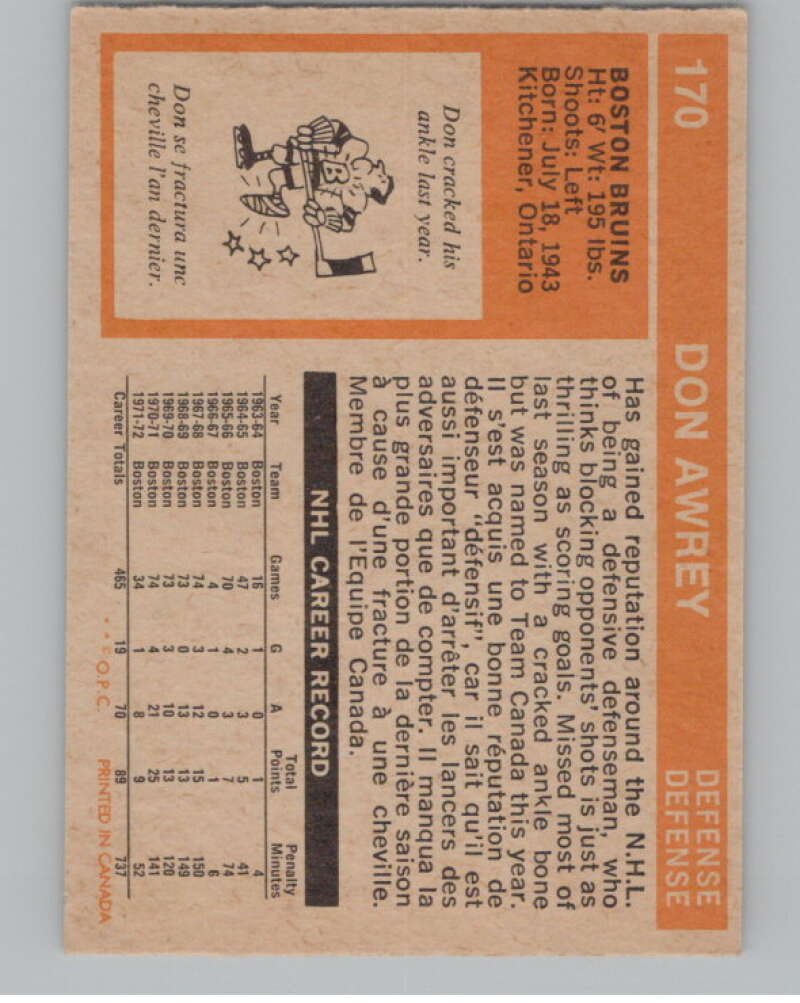 170 DON AWREY DEFENSE
DEFENSE
BOSTON BRUINS
Ht: 6' Wt: 195 lbs.
Shoots: Left
Born: July 18, 1943
Kitchener, Ontario
Don cracked his
ankle last year.
B
Don se fractura une
cheville l'an dernier.
Has gained reputation around the N.H.L.
of being a defensive defenseman, who
thinks blocking opponents' shots is just as
thrilling as scoring goals. Missed most of
last season with a cracked ankle bone
but was named to Team Canada this year.
Il s'est acquis une bonne réputation de
défenseur "défensif", car il sait qu'il est
aussi important d'arrêter les lancers des
adversaires que de compter. Il manqua la
plus grande portion de la dernière saison
à cause d'une fracture à une cheville.
Membre de l'Equipe Canada.
NHL CAREER RECORD
Year Team Games G A Total Points Penalty Minutes
1963-64 Boston 16 1 0 1 4
1964-65 Boston 47 2 3 5 41
1965-66 Boston 70 4 3 7 74
1966-67 Boston 4 1 0 1 6
1967-68 Boston 74 3 12 15 150
1968-69 Boston 73 0 13 13 149
1969-70 Boston 73 3 10 13 120
1970-71 Boston 74 4 21 25 141
1971-72 Boston 34 1 8 9 52
Career Totals 465 19 70 89 737
* * © O.P.C. PRINTED IN CANADA